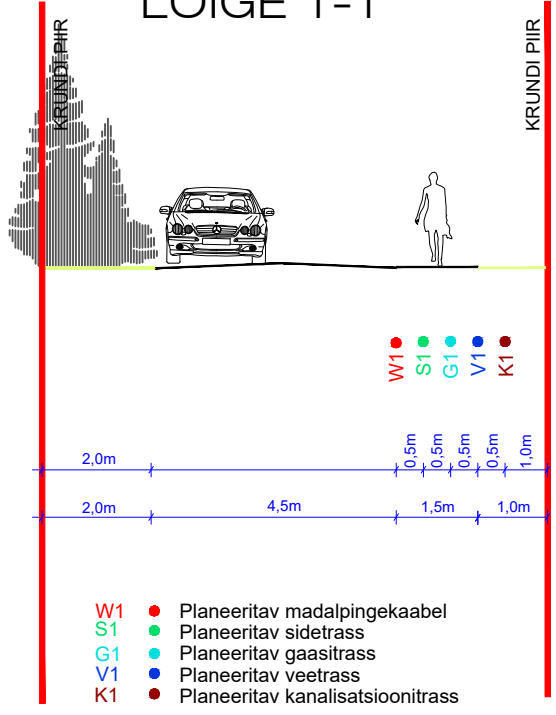 LÕIGE 1-1
KRUNDI PIIR
KRUNDI PIIR
W1
S1
G1
V1
K1
2,0m
0,5m
0,5m
0,5m
0,5m
1,0m
2,0m
4,5m
1,5m
1,0m
W1 Planeeritav madalpingekaabel
S1 Planeeritav sidetrass
G1 Planeeritav gaasitrass
V1 Planeeritav veetrass
K1 Planeeritav kanalisatsioonitrass